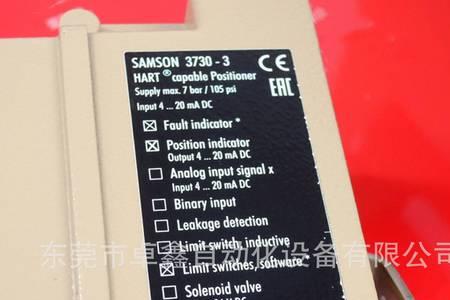 SAMSON 3730 - 3
HART® capable Positioner
Supply max. 7 bar / 105 psi
Input 4 ... 20 mA DC
CE
EAC
☒ Fault indicator *
☒ Position indicator
Output 4 ... 20 mA DC
☐ Analog input signal x
Input 4 ... 20 mA DC
☐ Binary input
☐ Leakage detection
☐ Limit switch, inductive
☒ Limit switches, software
☐ Solenoid valve
东莞市卓鑫自动化设备有限公司